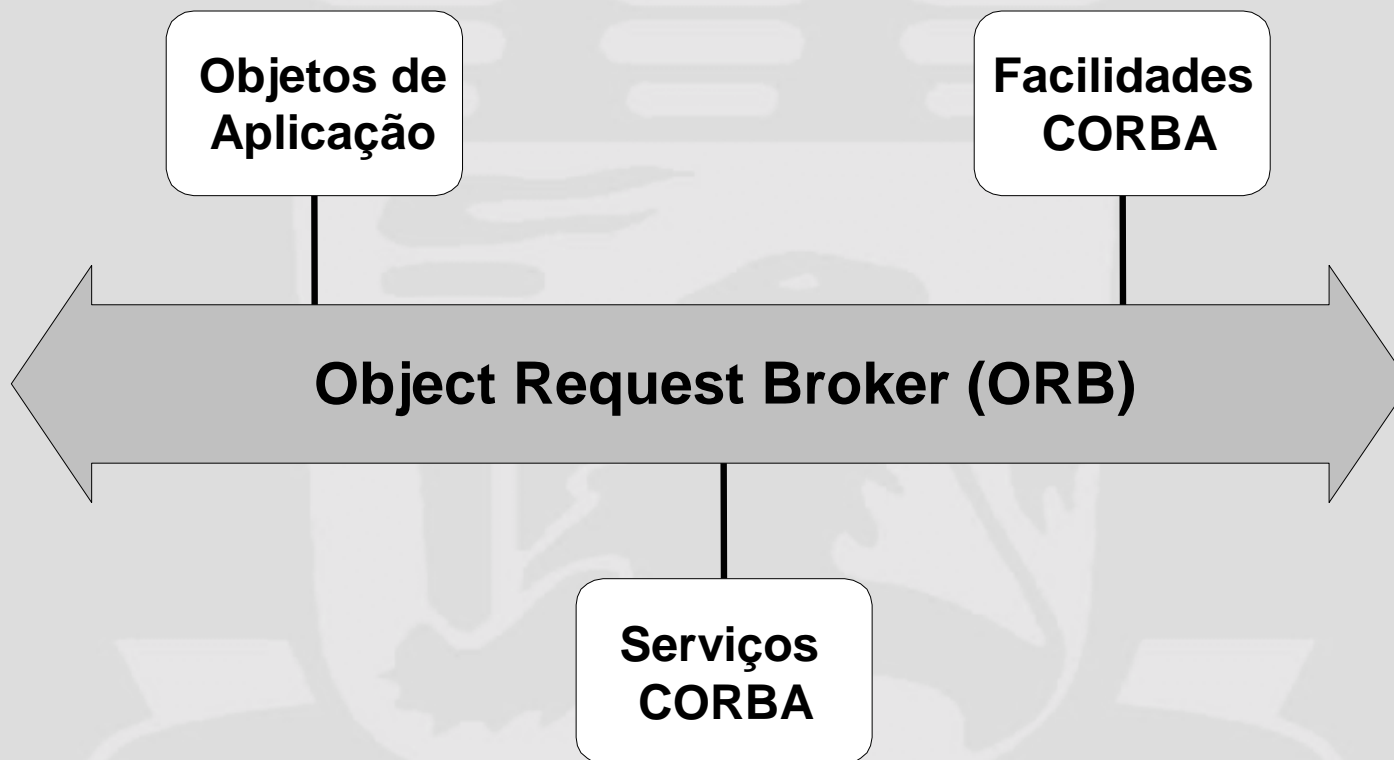 Objetos de
Aplicação
Facilidades
CORBA
Object Request Broker (ORB)
Serviços
CORBA